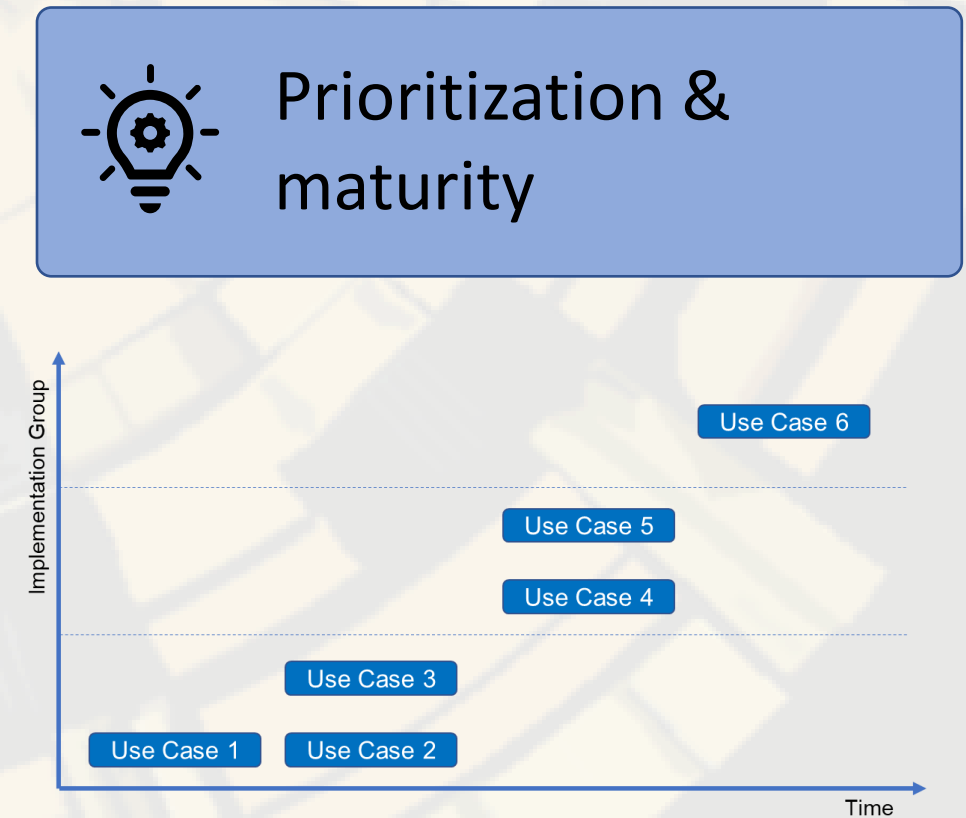 Prioritization &
maturity
Implementation Group
Use Case 6
Use Case 5
Use Case 4
Use Case 3
Use Case 1
Use Case 2
Time